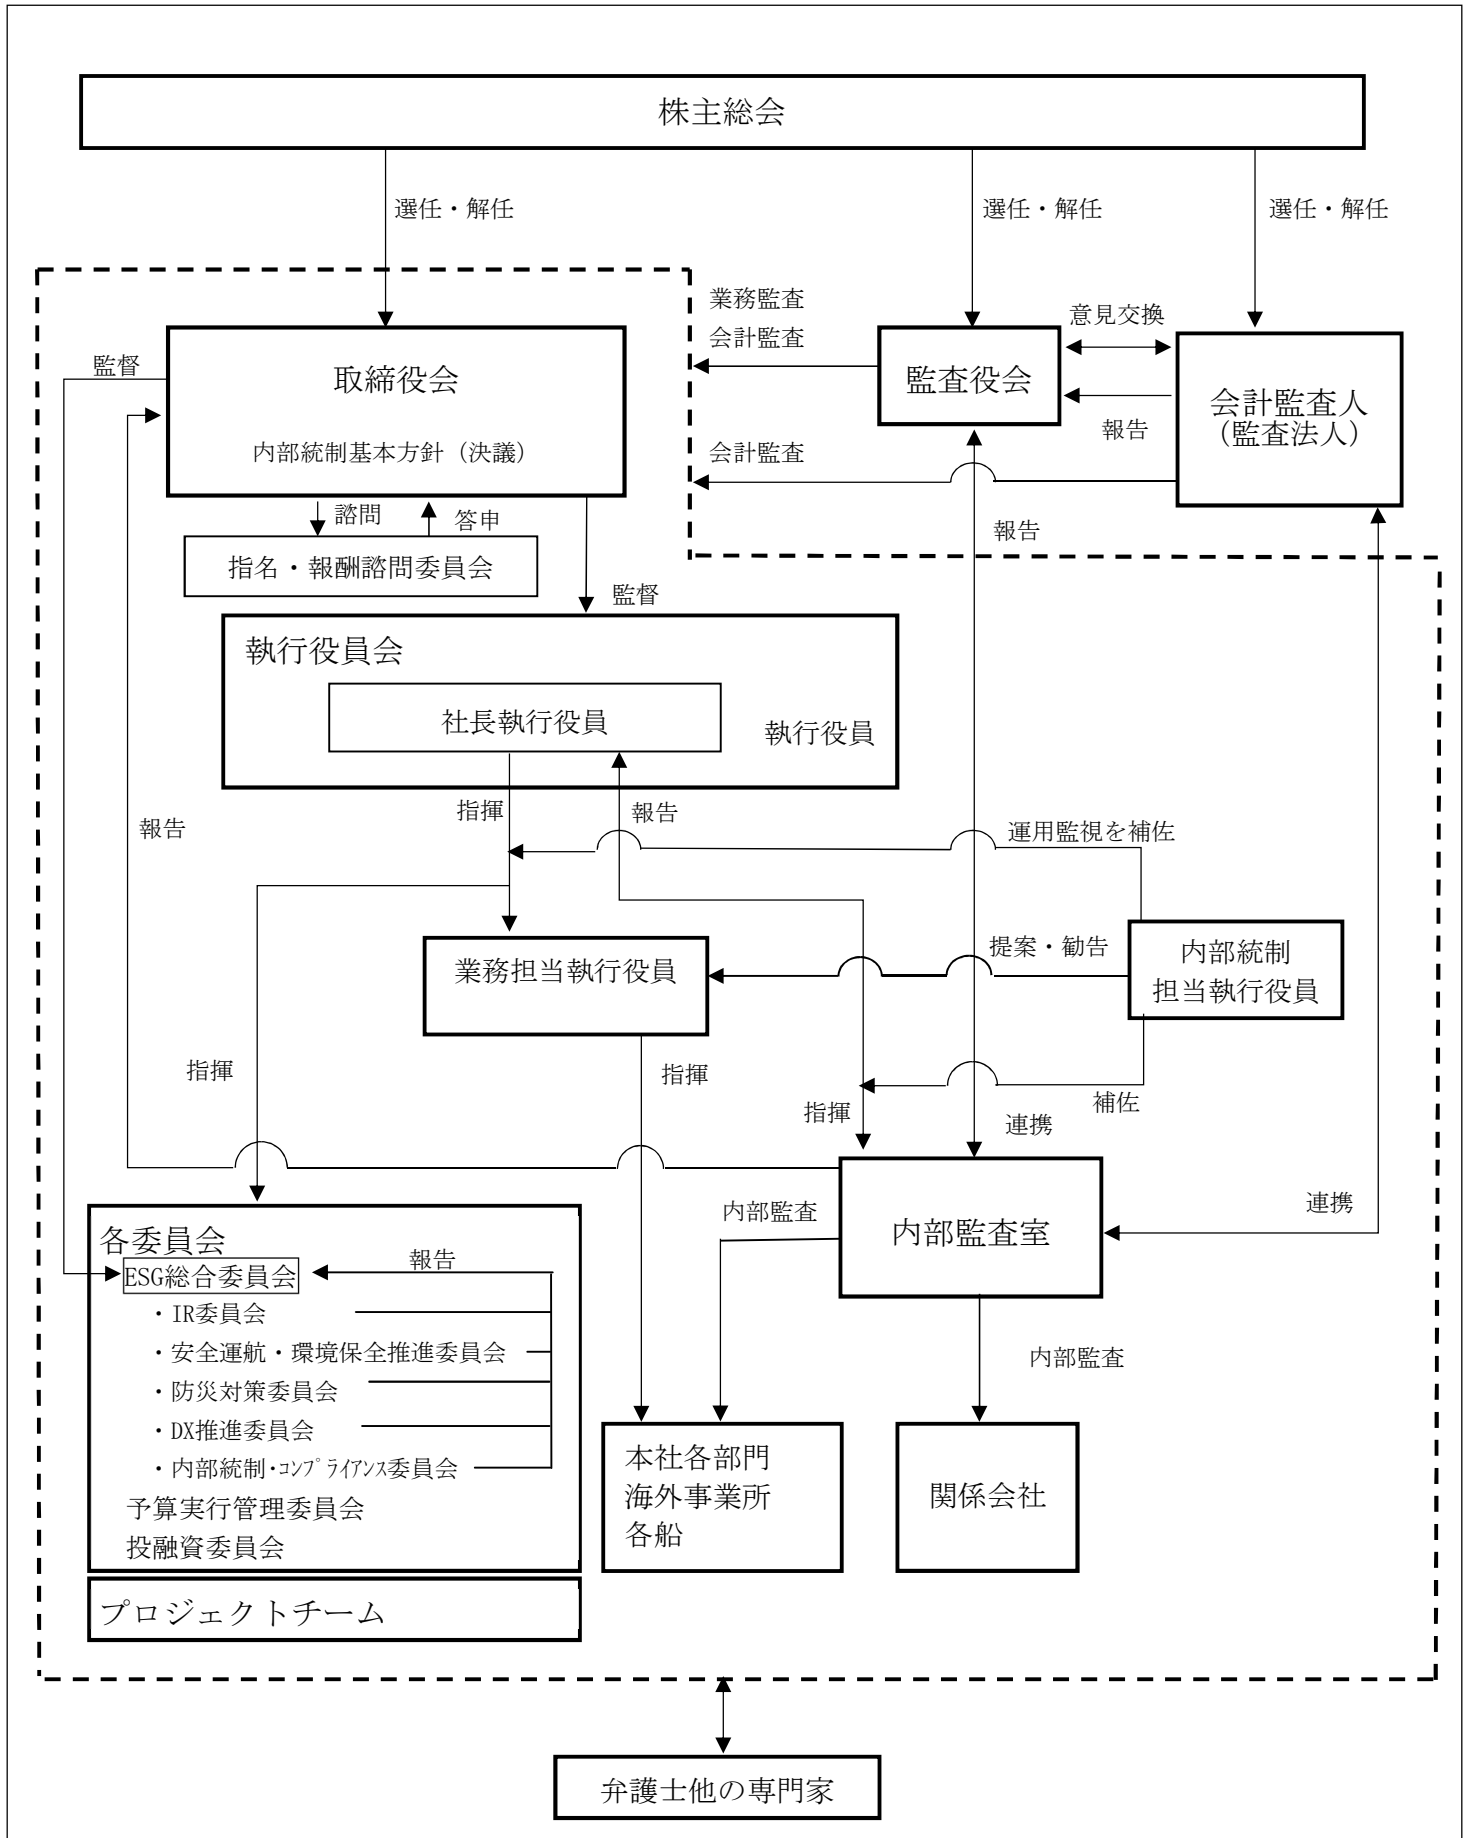 株主総会
選任・解任
選任・解任
選任・解任
業務監査
会計監査
意見交換
監督
取締役会
内部統制基本方針（決議）
監査役会
会計監査人
（監査法人）
報告
会計監査
諮問
答申
報告
指名・報酬諮問委員会
監督
執行役員会
社長執行役員
執行役員
指揮
報告
報告
運用監視を補佐
提案・勧告
内部統制
担当執行役員
業務担当執行役員
指揮
指揮
指揮
補佐
連携
内部監査
内部監査室
連携
各委員会
報告
ESG総合委員会
・IR委員会
・安全運航・環境保全推進委員会
・防災対策委員会
・DX推進委員会
・内部統制・コンプライアンス委員会
予算実行管理委員会
投融資委員会
内部監査
本社各部門
海外事業所
各船
関係会社
プロジェクトチーム
弁護士他の専門家